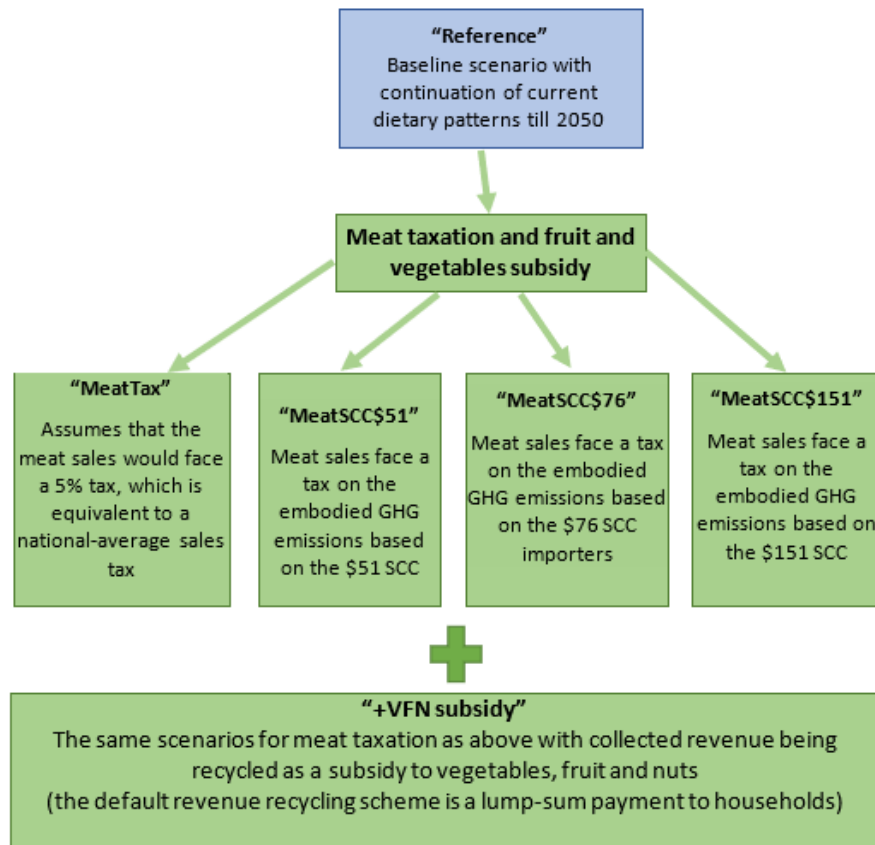 “Reference”
Baseline scenario with
continuation of current
dietary patterns till 2050
Meat taxation and fruit and
vegetables subsidy
“MeatTax”
Assumes that the
meat sales would face
a 5% tax, which is
equivalent to a
national-average sales
tax
“MeatSCC$51”
Meat sales face a
tax on the
embodied GHG
emissions based
on the $51 SCC
“MeatSCC$76”
Meat sales face a tax
on the embodied
GHG emissions based
on the $76 SCC
importers
“MeatSCC$151”
Meat sales face a
tax on the
embodied GHG
emissions based on
the $151 SCC
“+VFN subsidy”
The same scenarios for meat taxation as above with collected revenue being
recycled as a subsidy to vegetables, fruit and nuts
(the default revenue recycling scheme is a lump-sum payment to households)